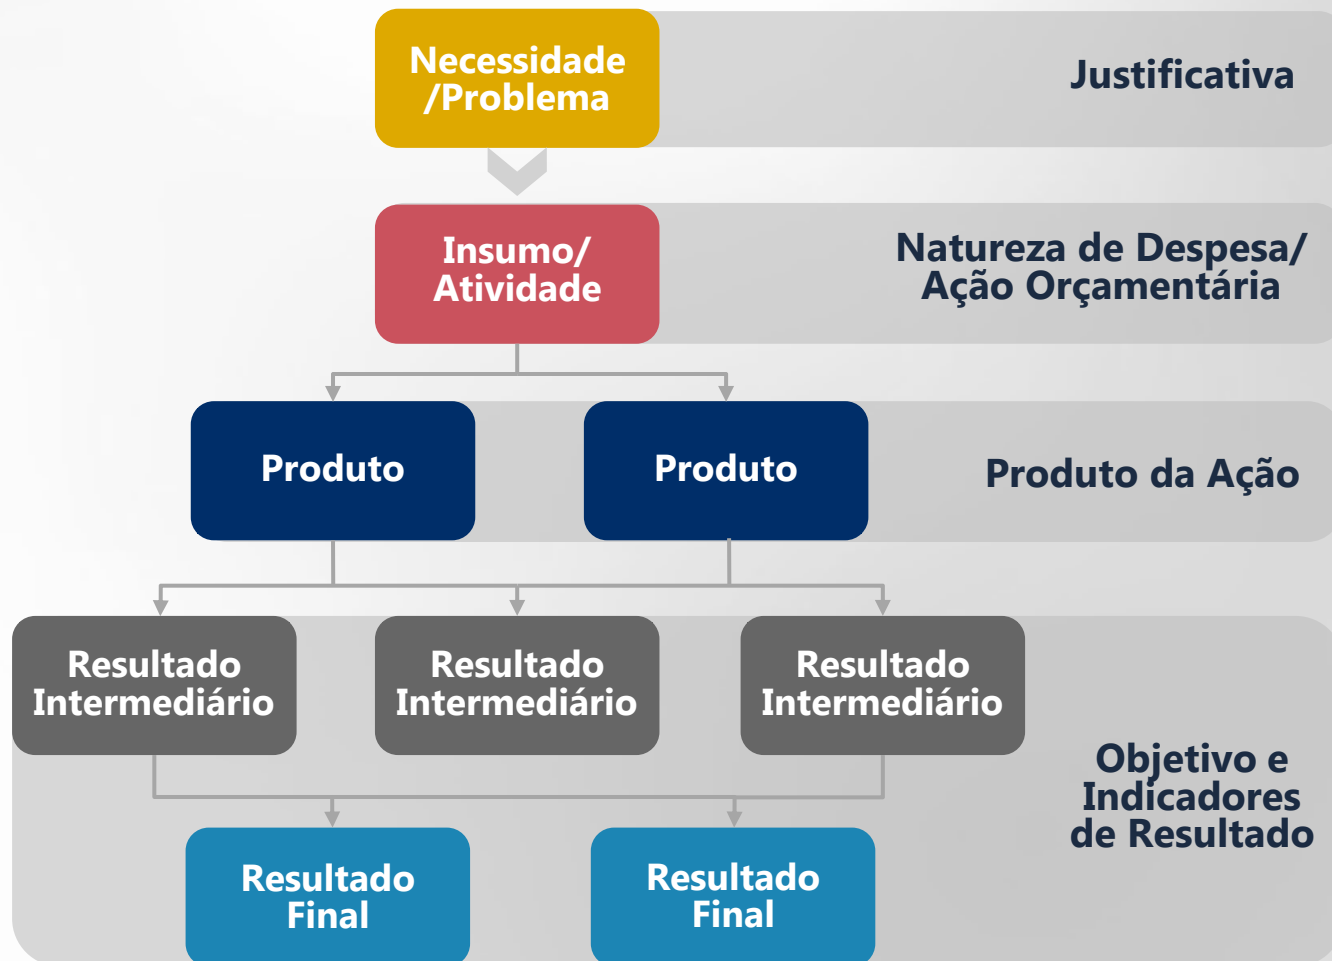 Necessidade
/Problema
Justificativa
Insumo/
Atividade
Natureza de Despesa/
Ação Orçamentária
Produto
Produto
Produto da Ação
Resultado
Intermediário
Resultado
Intermediário
Resultado
Intermediário
Objetivo e
Indicadores
de Resultado
Resultado
Final
Resultado
Final